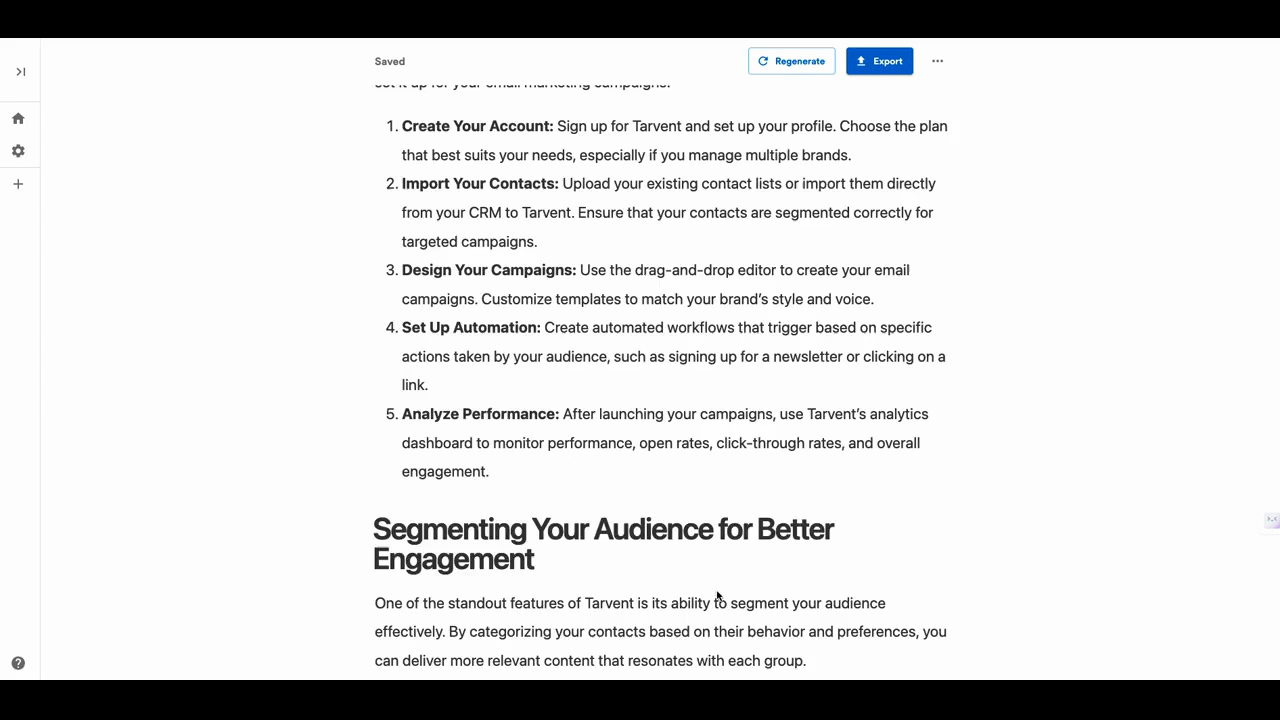 Saved
Regenerate
Export
set it up for your email marketing campaigns.
1. Create Your Account: Sign up for Tarvent and set up your profile. Choose the plan
that best suits your needs, especially if you manage multiple brands.
2. Import Your Contacts: Upload your existing contact lists or import them directly
from your CRM to Tarvent. Ensure that your contacts are segmented correctly for
targeted campaigns.
3. Design Your Campaigns: Use the drag-and-drop editor to create your email
campaigns. Customize templates to match your brand’s style and voice.
4. Set Up Automation: Create automated workflows that trigger based on specific
actions taken by your audience, such as signing up for a newsletter or clicking on a
link.
5. Analyze Performance: After launching your campaigns, use Tarvent’s analytics
dashboard to monitor performance, open rates, click-through rates, and overall
engagement.
Segmenting Your Audience for Better
Engagement
One of the standout features of Tarvent is its ability to segment your audience
effectively. By categorizing your contacts based on their behavior and preferences, you
can deliver more relevant content that resonates with each group.